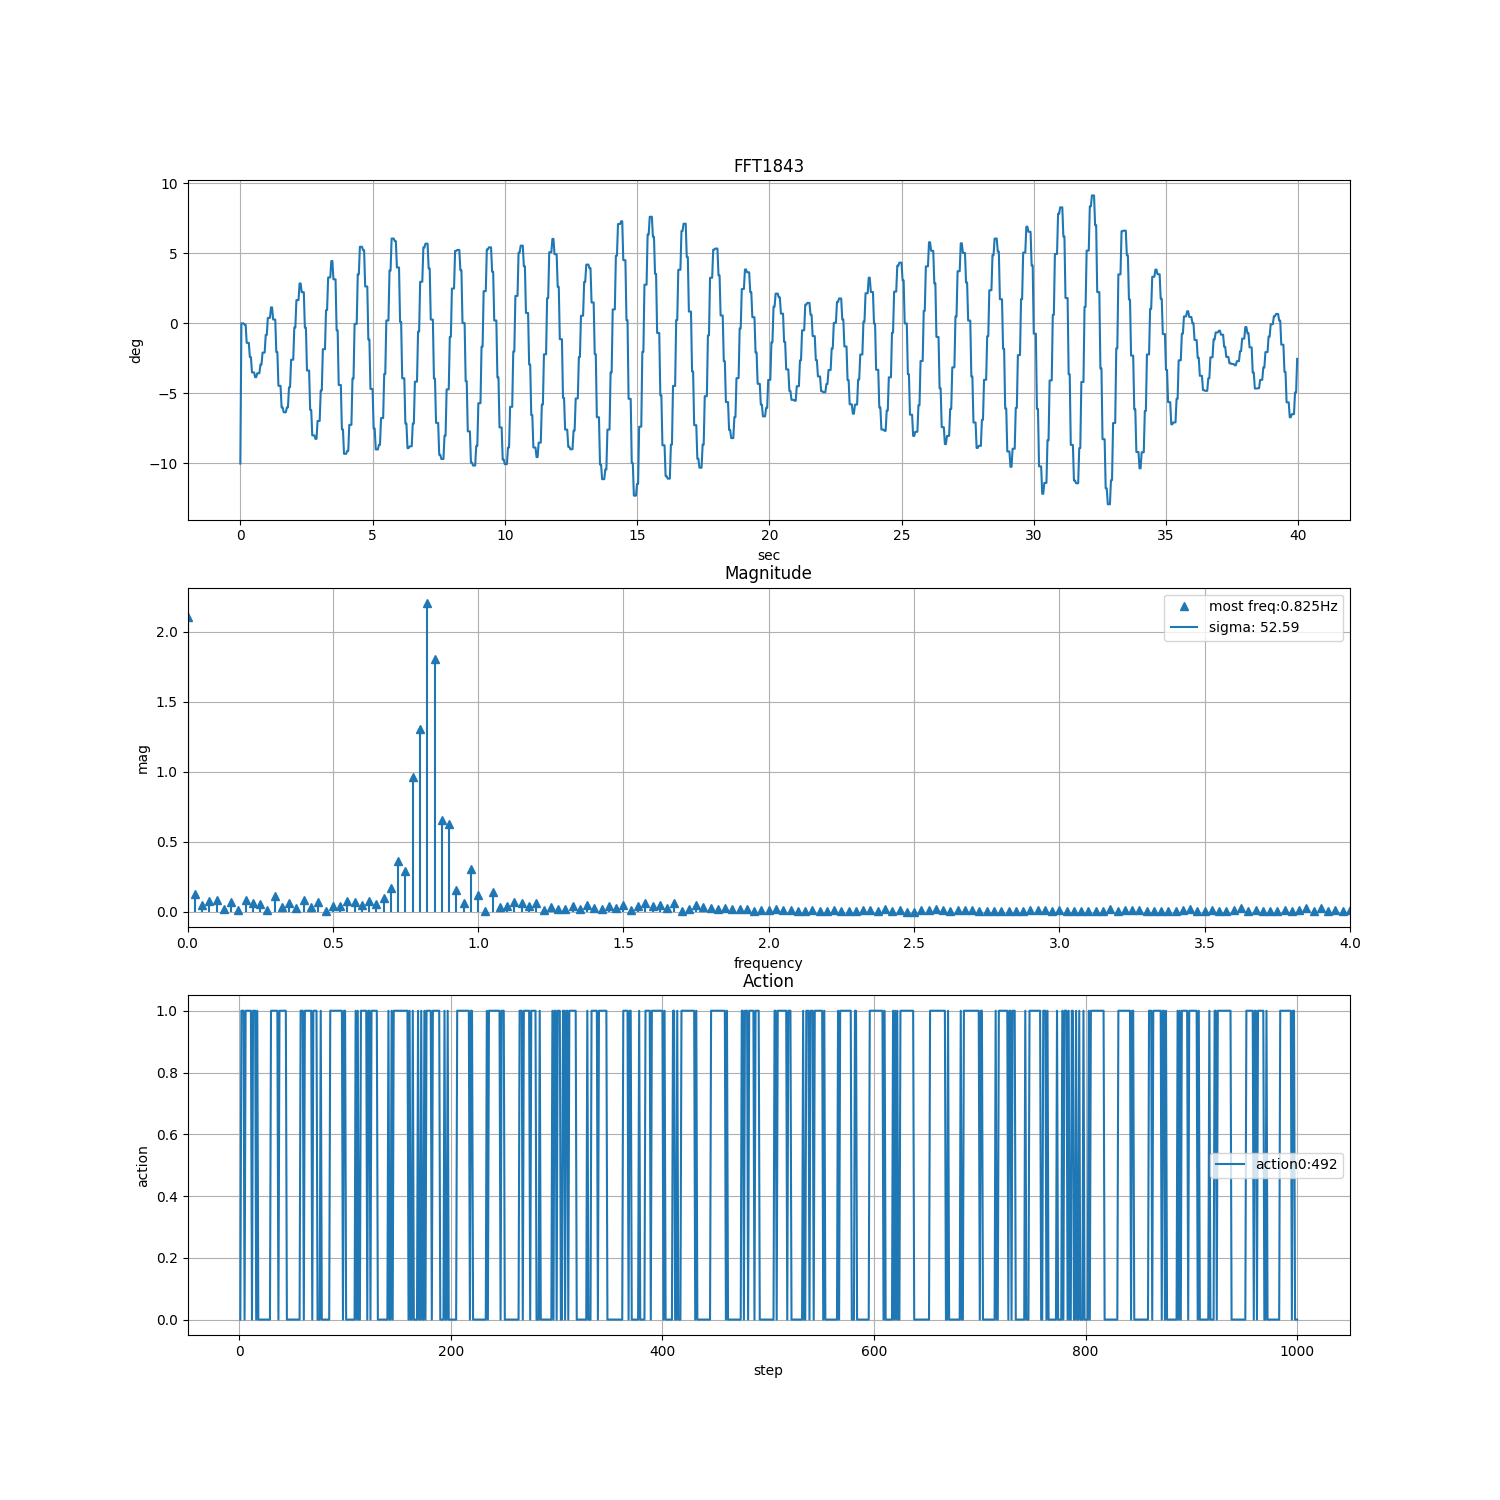 FFT1843
10
5
0
−5
−10
deg
0 5 10 15 20 25 30 35 40
sec
Magnitude
most freq:0.825Hz
sigma: 52.59
2.0
1.5
1.0
0.5
0.0
mag
0.0 0.5 1.0 1.5 2.0 2.5 3.0 3.5 4.0
frequency
Action
1.0
0.8
0.6
0.4
0.2
0.0
action
action0:492
0 200 400 600 800 1000
step